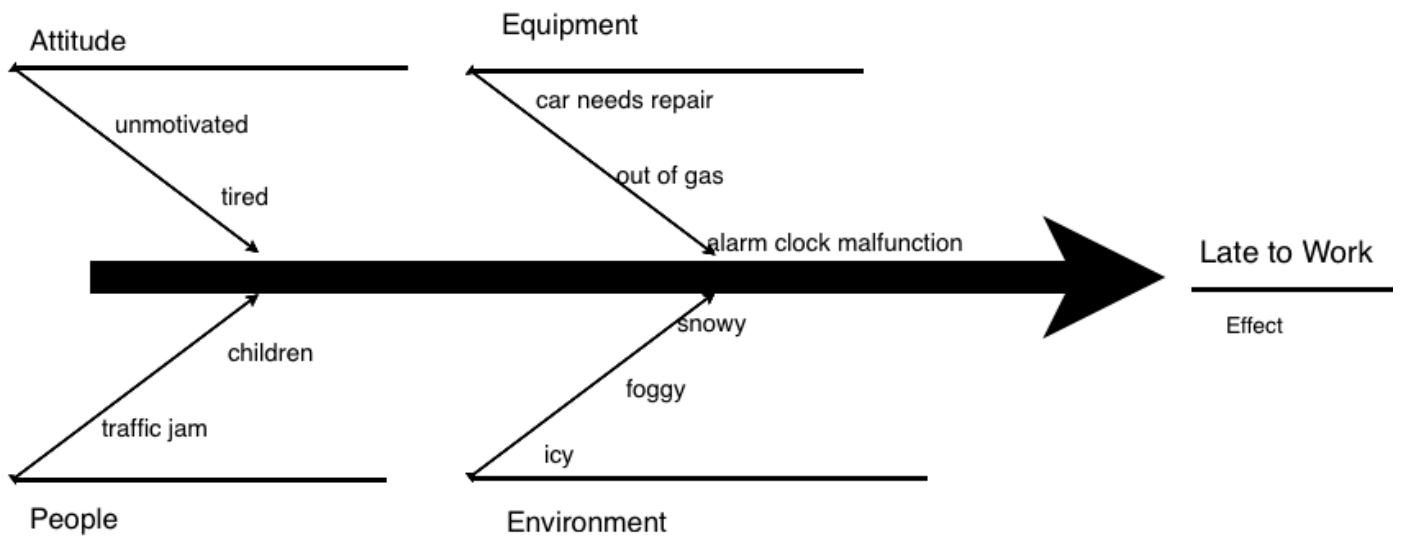 Attitude
unmotivated
tired
Equipment
car needs repair
out of gas
alarm clock malfunction
Late to Work
Effect
children
traffic jam
People
snowy
foggy
icy
Environment